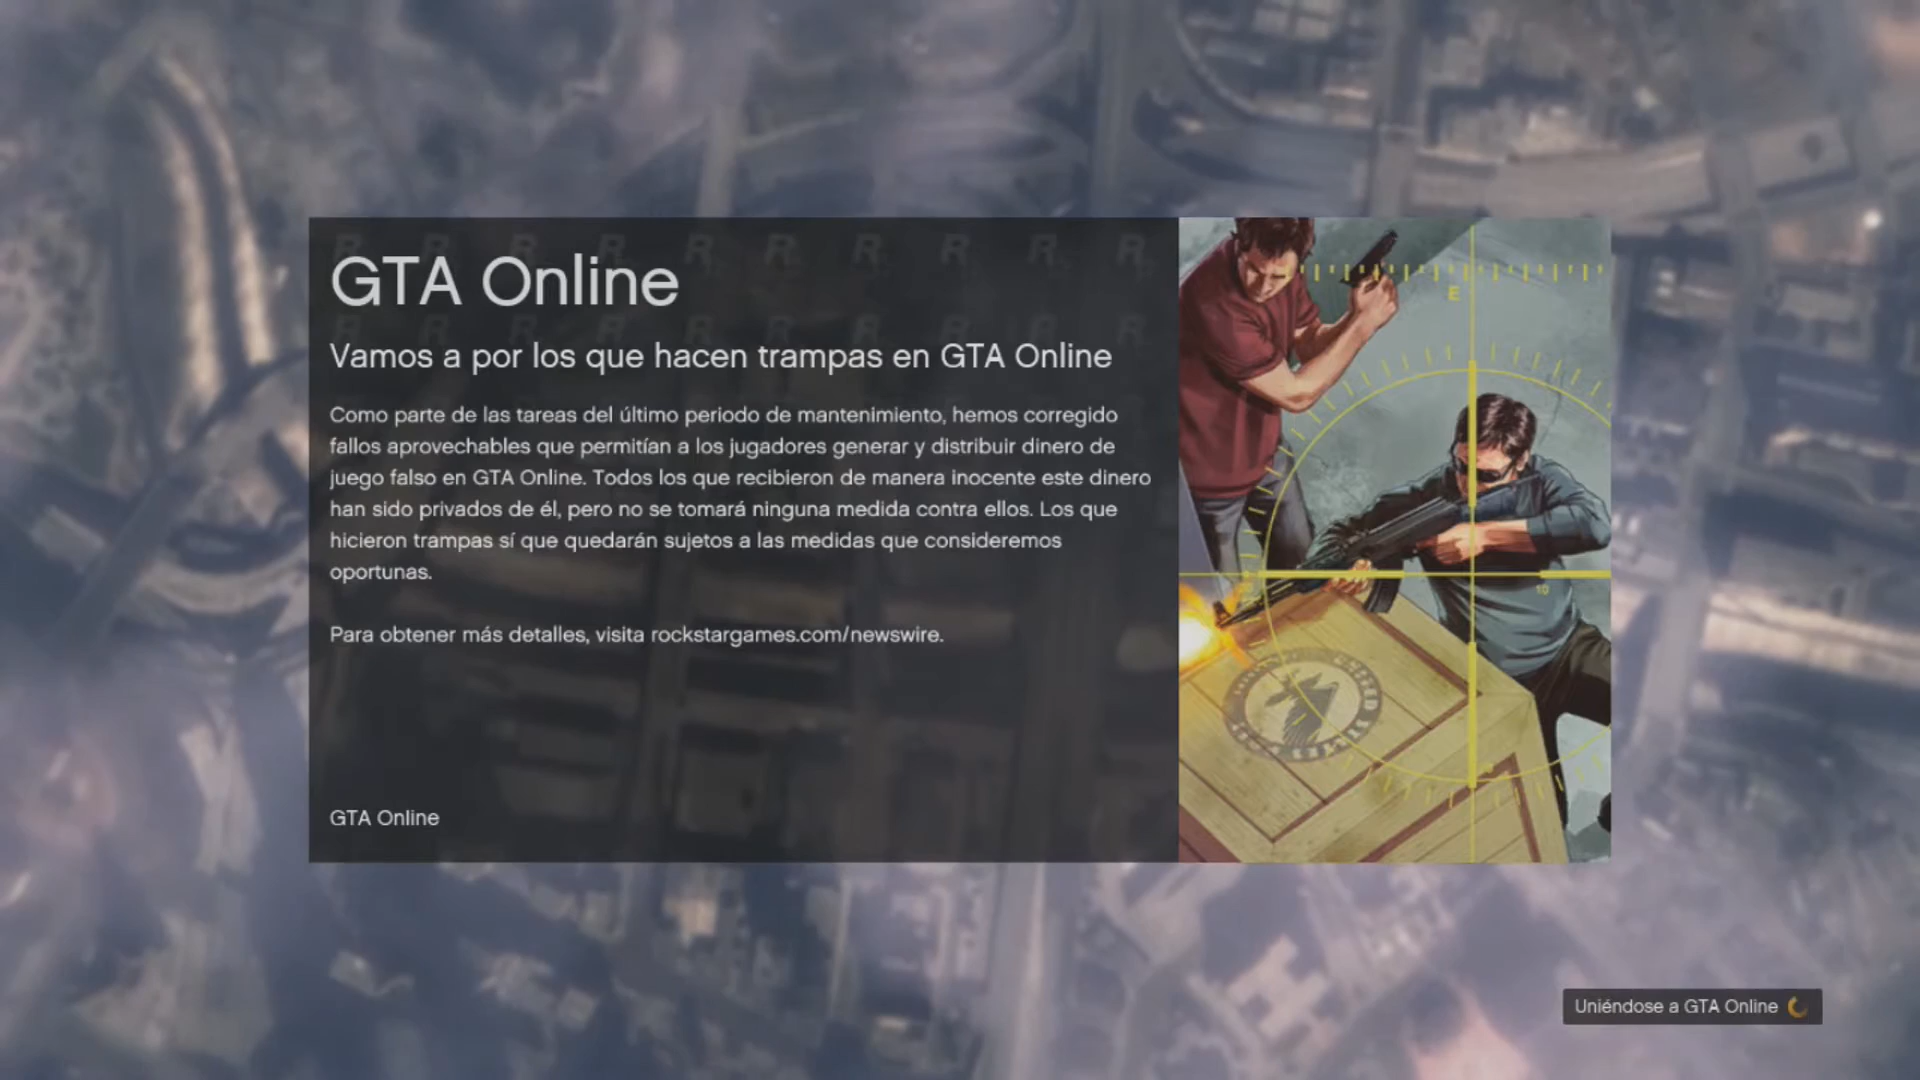 GTA Online
Vamos a por los que hacen trampas en GTA Online
Como parte de las tareas del último periodo de mantenimiento, hemos corregido
fallos aprovechables que permitían a los jugadores generar y distribuir dinero de
juego falso en GTA Online. Todos los que recibieron de manera inocente este dinero
han sido privados de él, pero no se tomará ninguna medida contra ellos. Los que
hicieron trampas sí que quedarán sujetos a las medidas que consideremos
oportunas.
Para obtener más detalles, visita rockstargames.com/newswire.
GTA Online
E
10
Uniéndose a GTA Online